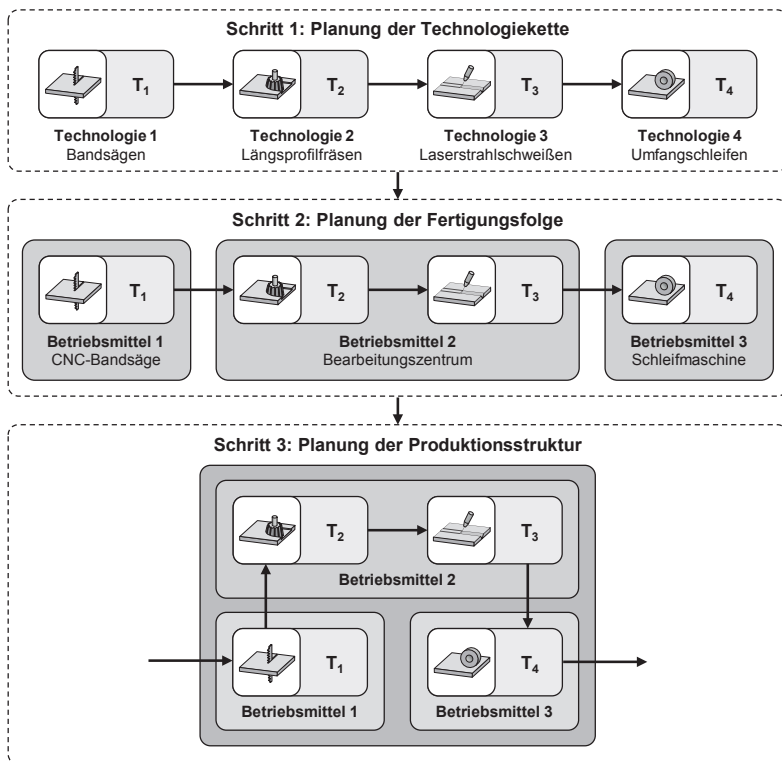 Schritt 1: Planung der Technologiekette
T1
T2
T3
T4
Technologie 1
Bandsägen
Technologie 2
Längsprofilfräsen
Technologie 3
Laserstrahlschweißen
Technologie 4
Umfangschleifen
Schritt 2: Planung der Fertigungsfolge
T1
T2
T3
T4
Betriebsmittel 1
CNC-Bandsäge
Betriebsmittel 2
Bearbeitungszentrum
Betriebsmittel 3
Schleifmaschine
Schritt 3: Planung der Produktionsstruktur
T2
T3
Betriebsmittel 2
T1
T4
Betriebsmittel 1
Betriebsmittel 3